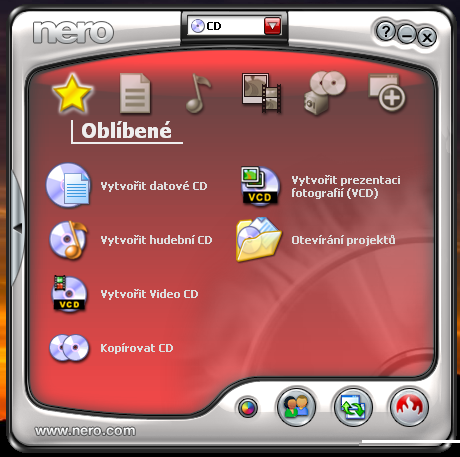 nero
CD
?
Oblíbené
Vytvořit datové CD
Vytvořit hudební CD
VCD
Vytvořit Video CD
Kopírovat CD
VCD
Vytvořit prezentaci
fotografií (VCD)
Otevírání projektů
www.nero.com